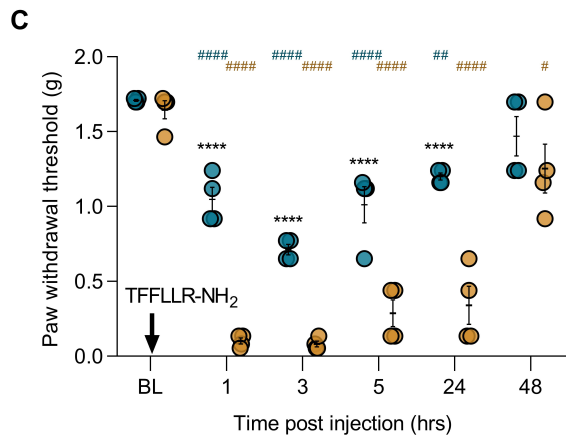 C
#### #### #### ##
#### #### #### #### #
2.0
1.5
1.0
0.5
0.0
Paw withdrawal threshold (g)
**** **** **** ****
TFFLLR-NH2
BL 1 3 5 24 48
Time post injection (hrs)